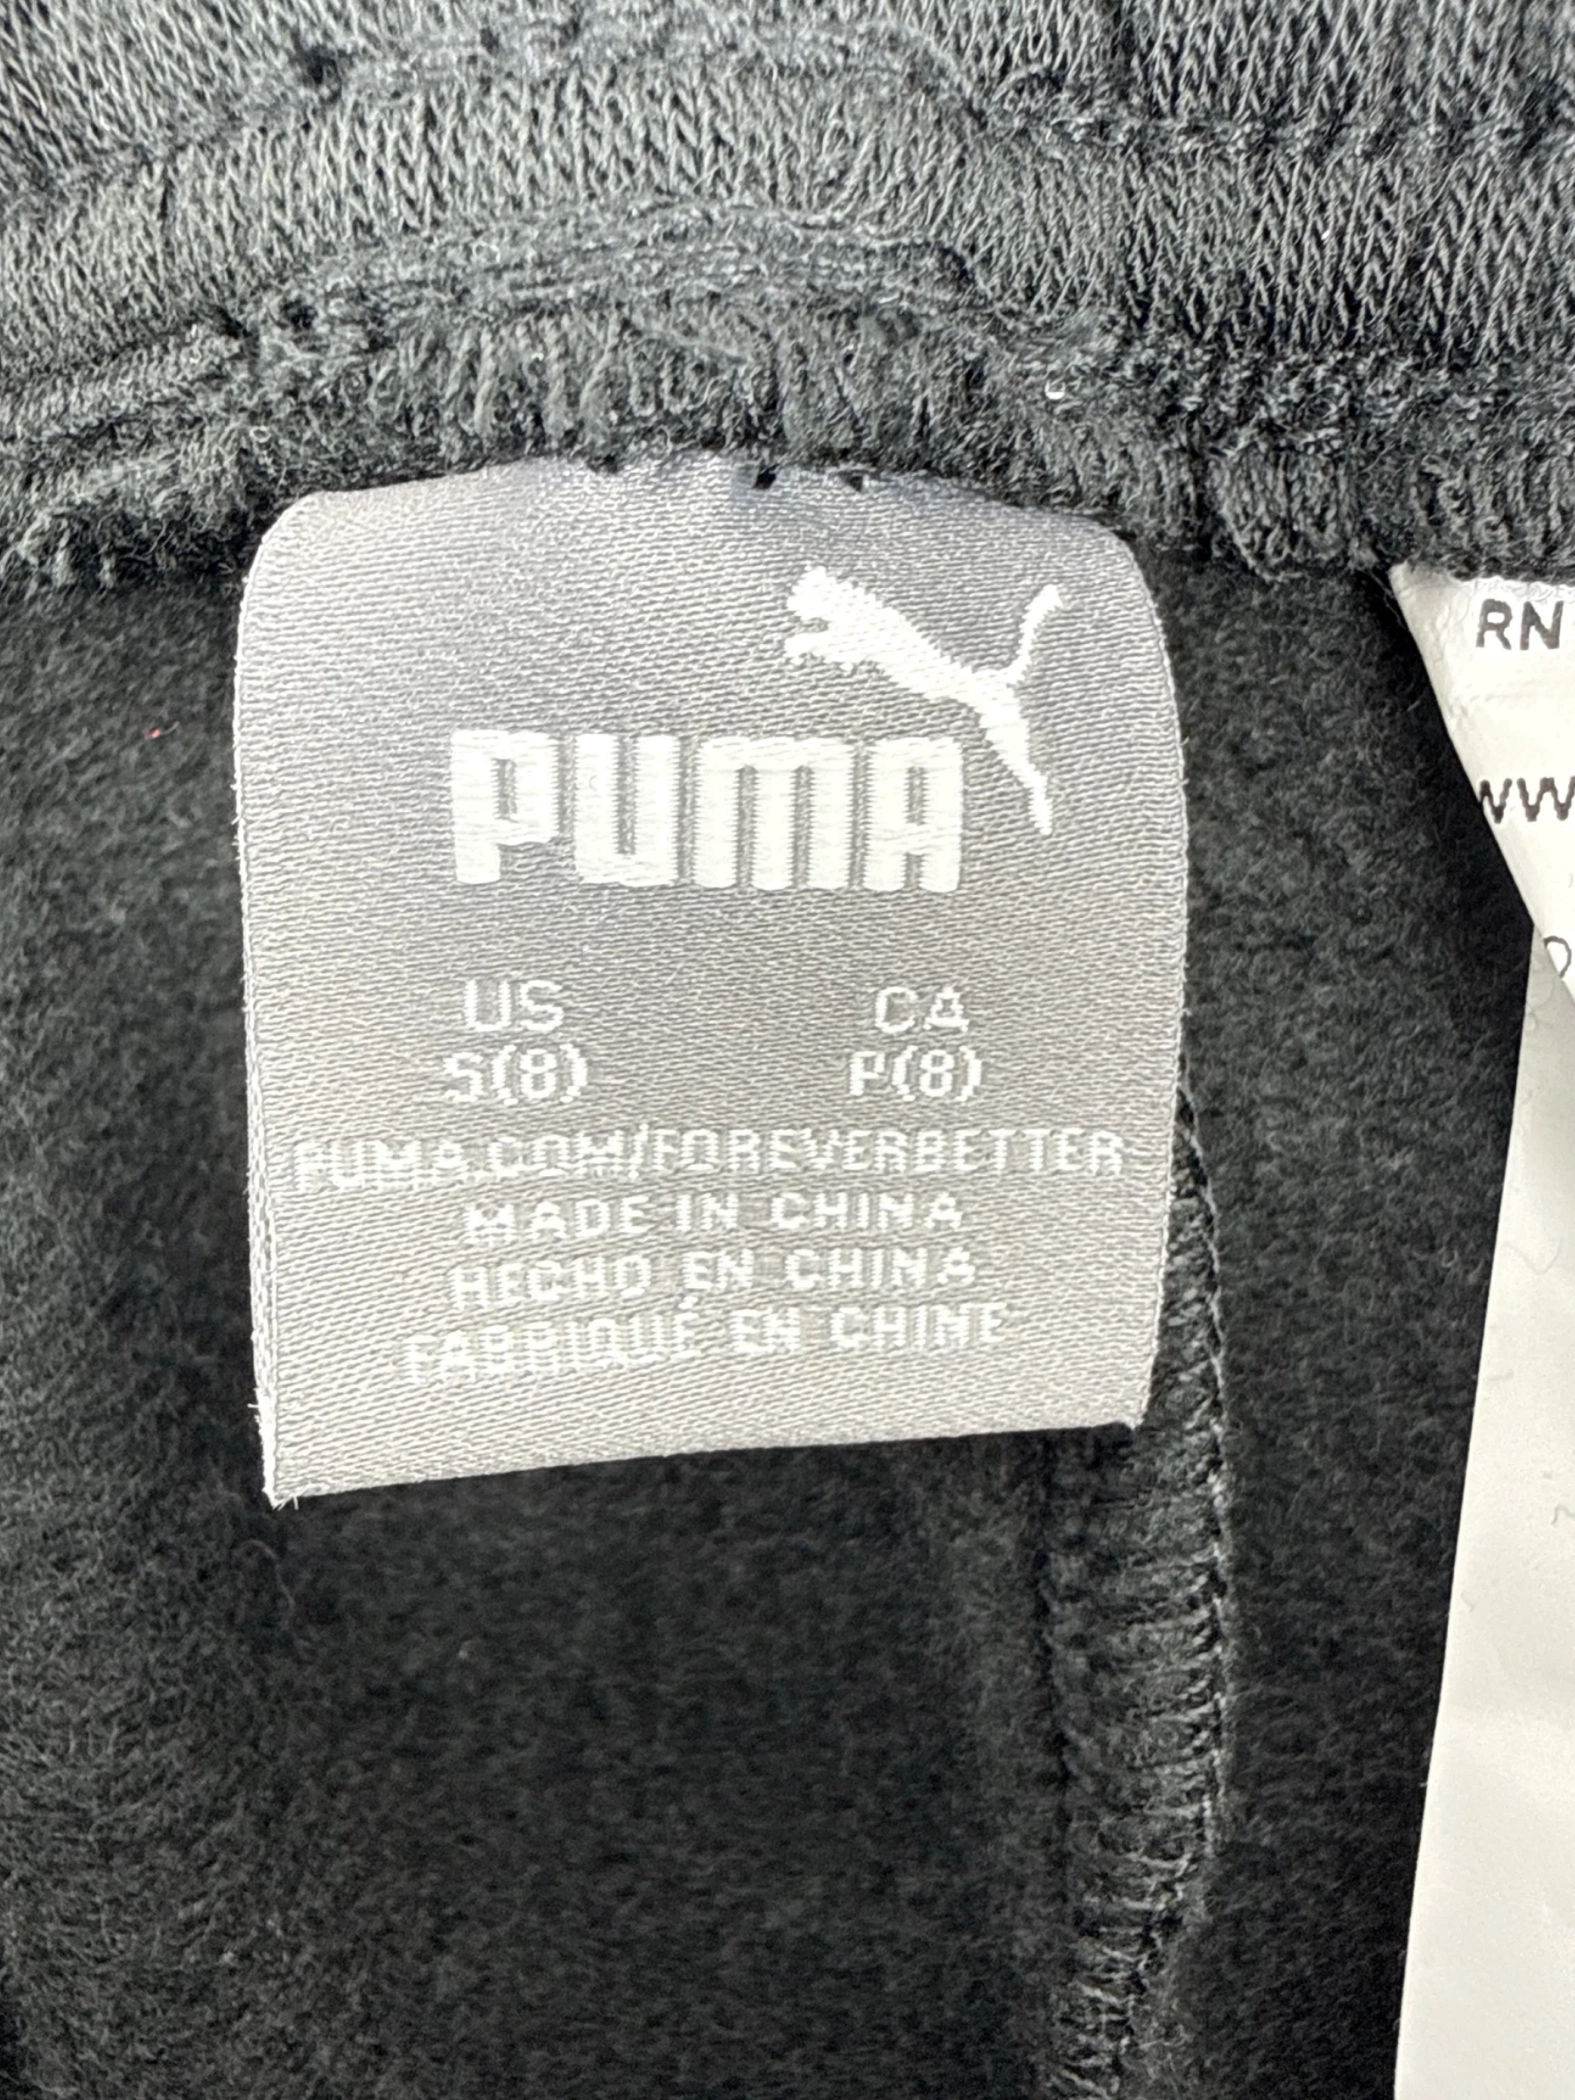 PUMA
US CA
S(8) P(8)
PUMA.COM/FOREVERBETTER
MADE IN CHINA
HECHO EN CHINA
FABRIQUÉ EN CHINE
RN